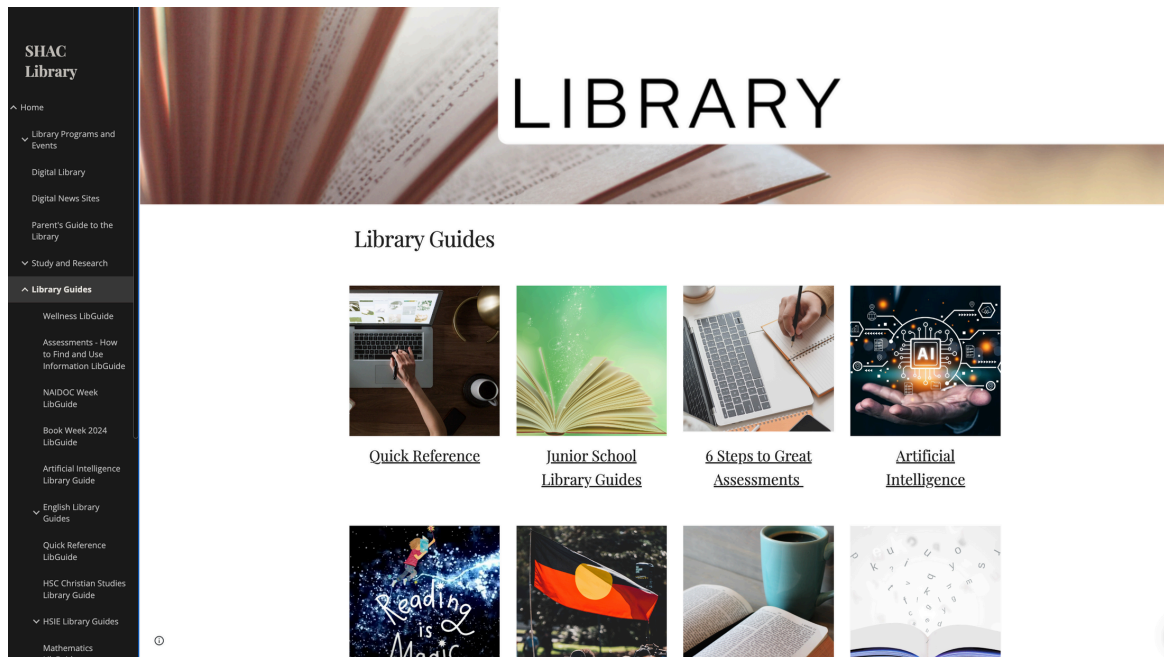 SHAC
Library
Home
Library Programs and
Events
Digital Library
Digital News Sites
Parent's Guide to the
Library
Study and Research
Library Guides
Wellness LibGuide
Assessments - How
to Find and Use
Information LibGuide
NAIDOC Week
LibGuide
Book Week 2024
LibGuide
Artificial Intelligence
Library Guide
English Library
Guides
Quick Reference
LibGuide
HSC Christian Studies
Library Guide
HSIE Library Guides
Mathematics
LIBRARY
Library Guides
AI
Quick Reference
Junior School
Library Guides
6 Steps to Great
Assessments
Artificial
Intelligence
Reading
is
Magic